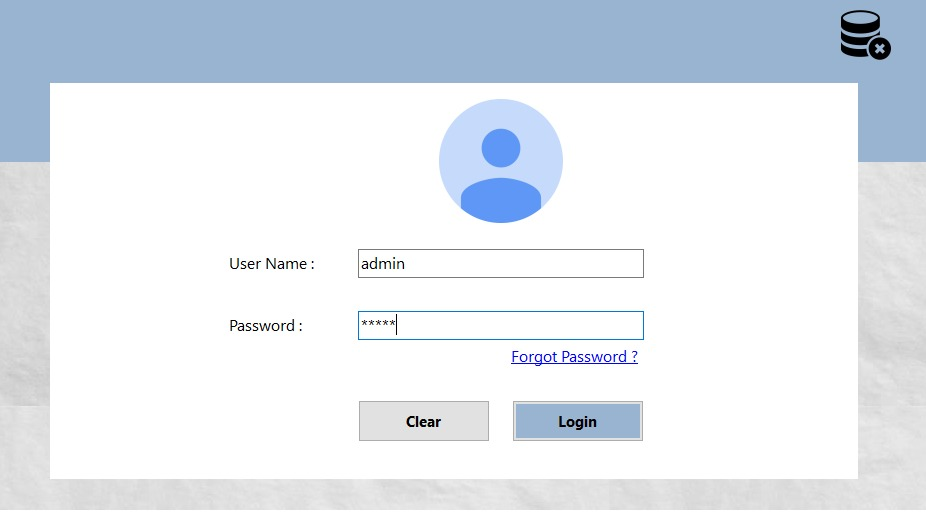 User Name : admin
Password : *****
Forgot Password ?
Clear Login